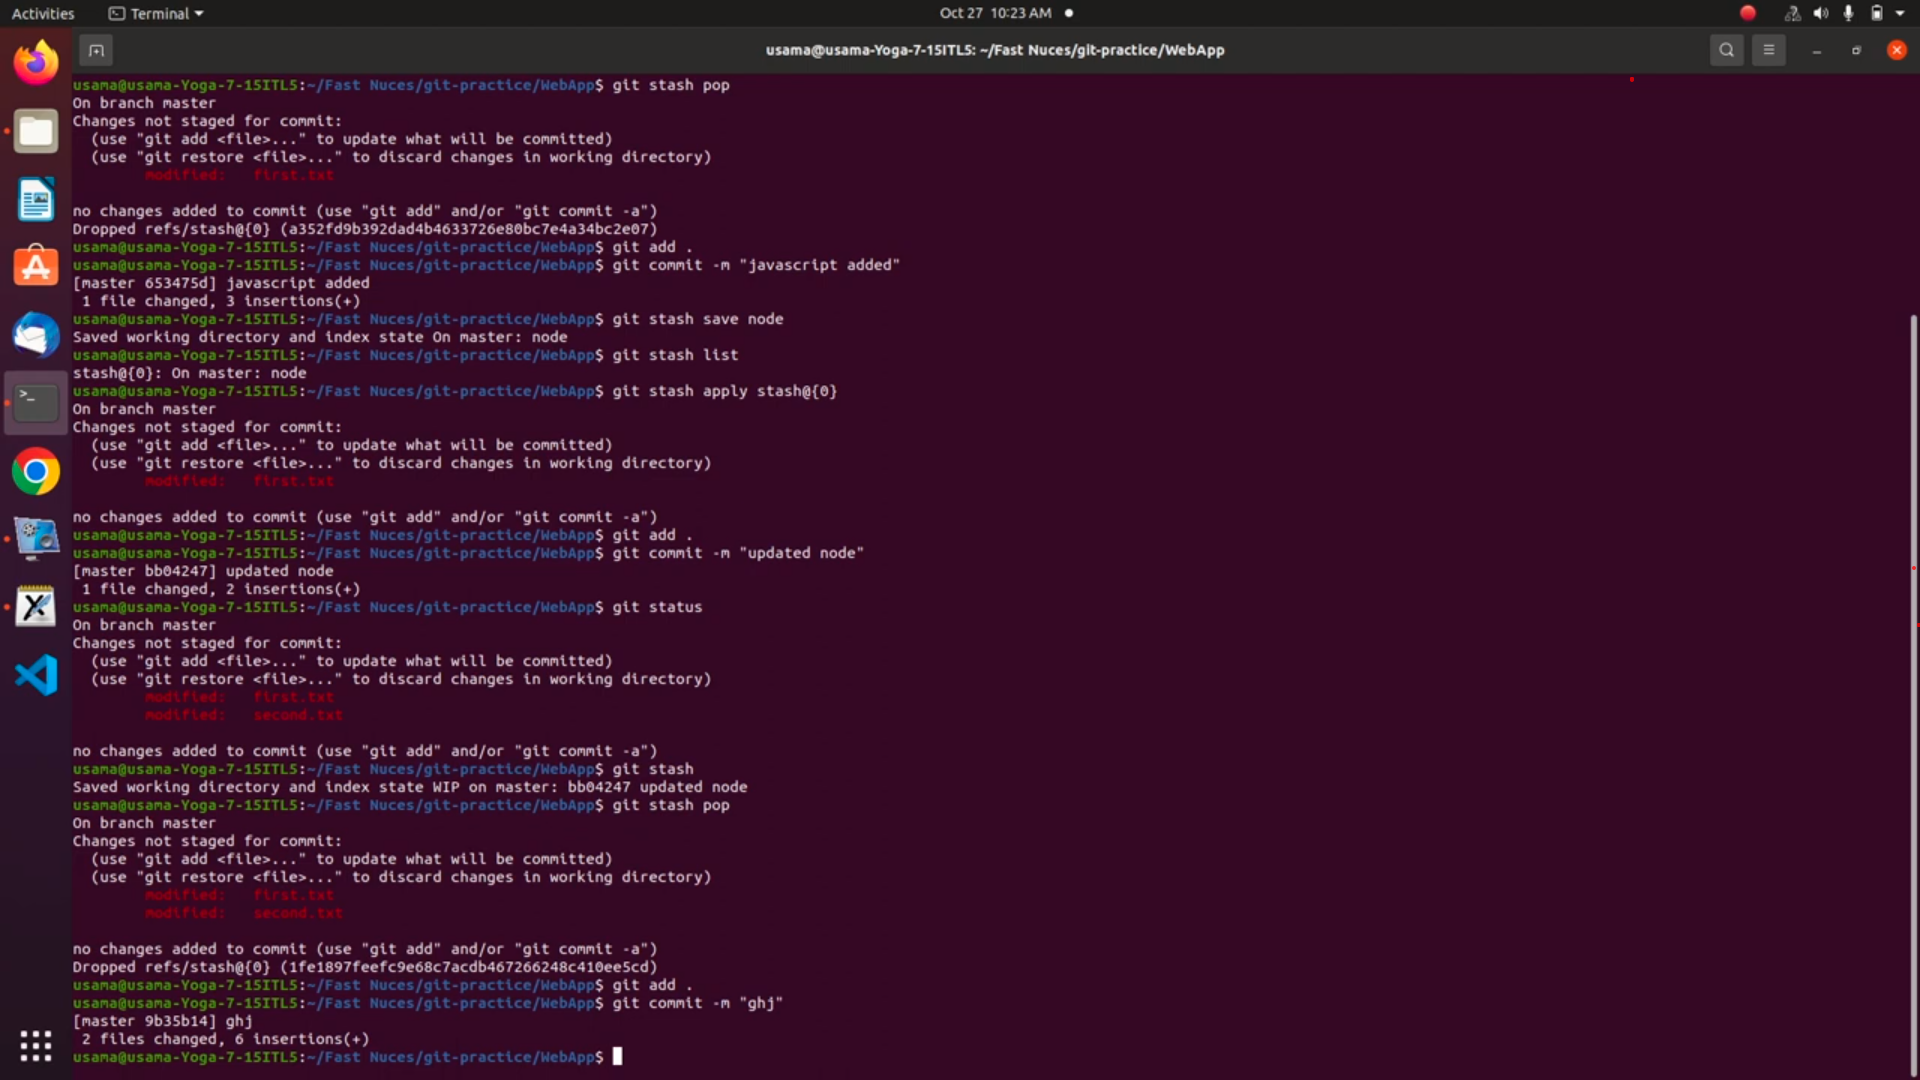 Activities
Terminal
Oct 27 10:23 AM
usama@usama-Yoga-7-15ITL5: ~/Fast Nuces/git-practice/WebApp
usama@usama-Yoga-7-15ITL5:~/Fast Nuces/git-practice/WebApp$ git stash pop
On branch master
Changes not staged for commit:
  (use "git add <file>..." to update what will be committed)
  (use "git restore <file>..." to discard changes in working directory)
        modified:   first.txt
no changes added to commit (use "git add" and/or "git commit -a")
Dropped refs/stash@{0} (a352fd9b392dad4b4633726e80bc7e4a34bc2e07)
usama@usama-Yoga-7-15ITL5:~/Fast Nuces/git-practice/WebApp$ git add .
usama@usama-Yoga-7-15ITL5:~/Fast Nuces/git-practice/WebApp$ git commit -m "javascript added"
[master 653475d] javascript added
 1 file changed, 3 insertions(+)
usama@usama-Yoga-7-15ITL5:~/Fast Nuces/git-practice/WebApp$ git stash save node
Saved working directory and index state On master: node
usama@usama-Yoga-7-15ITL5:~/Fast Nuces/git-practice/WebApp$ git stash list
stash@{0}: On master: node
usama@usama-Yoga-7-15ITL5:~/Fast Nuces/git-practice/WebApp$ git stash apply stash@{0}
On branch master
Changes not staged for commit:
  (use "git add <file>..." to update what will be committed)
  (use "git restore <file>..." to discard changes in working directory)
        modified:   first.txt
no changes added to commit (use "git add" and/or "git commit -a")
usama@usama-Yoga-7-15ITL5:~/Fast Nuces/git-practice/WebApp$ git add .
usama@usama-Yoga-7-15ITL5:~/Fast Nuces/git-practice/WebApp$ git commit -m "updated node"
[master bb04247] updated node
 1 file changed, 2 insertions(+)
usama@usama-Yoga-7-15ITL5:~/Fast Nuces/git-practice/WebApp$ git status
On branch master
Changes not staged for commit:
  (use "git add <file>..." to update what will be committed)
  (use "git restore <file>..." to discard changes in working directory)
        modified:   first.txt
        modified:   second.txt
no changes added to commit (use "git add" and/or "git commit -a")
usama@usama-Yoga-7-15ITL5:~/Fast Nuces/git-practice/WebApp$ git stash
Saved working directory and index state WIP on master: bb04247 updated node
usama@usama-Yoga-7-15ITL5:~/Fast Nuces/git-practice/WebApp$ git stash pop
On branch master
Changes not staged for commit:
  (use "git add <file>..." to update what will be committed)
  (use "git restore <file>..." to discard changes in working directory)
        modified:   first.txt
        modified:   second.txt
no changes added to commit (use "git add" and/or "git commit -a")
Dropped refs/stash@{0} (1fe1897feefc9e68c7acdb467266248c410ee5cd)
usama@usama-Yoga-7-15ITL5:~/Fast Nuces/git-practice/WebApp$ git add .
usama@usama-Yoga-7-15ITL5:~/Fast Nuces/git-practice/WebApp$ git commit -m "ghj"
[master 9b35b14] ghj
 2 files changed, 6 insertions(+)
usama@usama-Yoga-7-15ITL5:~/Fast Nuces/git-practice/WebApp$